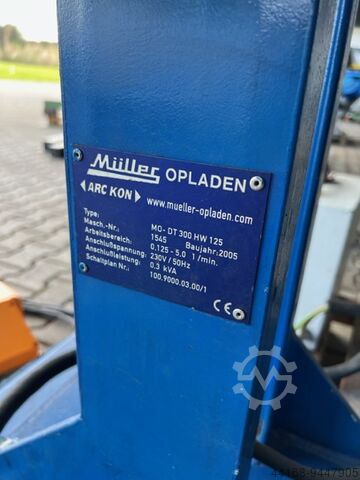 Müller OPLADEN
ARC KON www.mueller-opladen.com
Type: MO - DT 300 HW 125
Masch.-Nr.: 1545 Baujahr: 2005
Arbeitsbereich: 0,125 - 5,0 1/min.
Anschlußspannung: 230V / 50Hz
Anschlußleistung: 0,3 kVA
Schaltplan Nr.: 100.9000.03.00/1
CE
41188-9447905